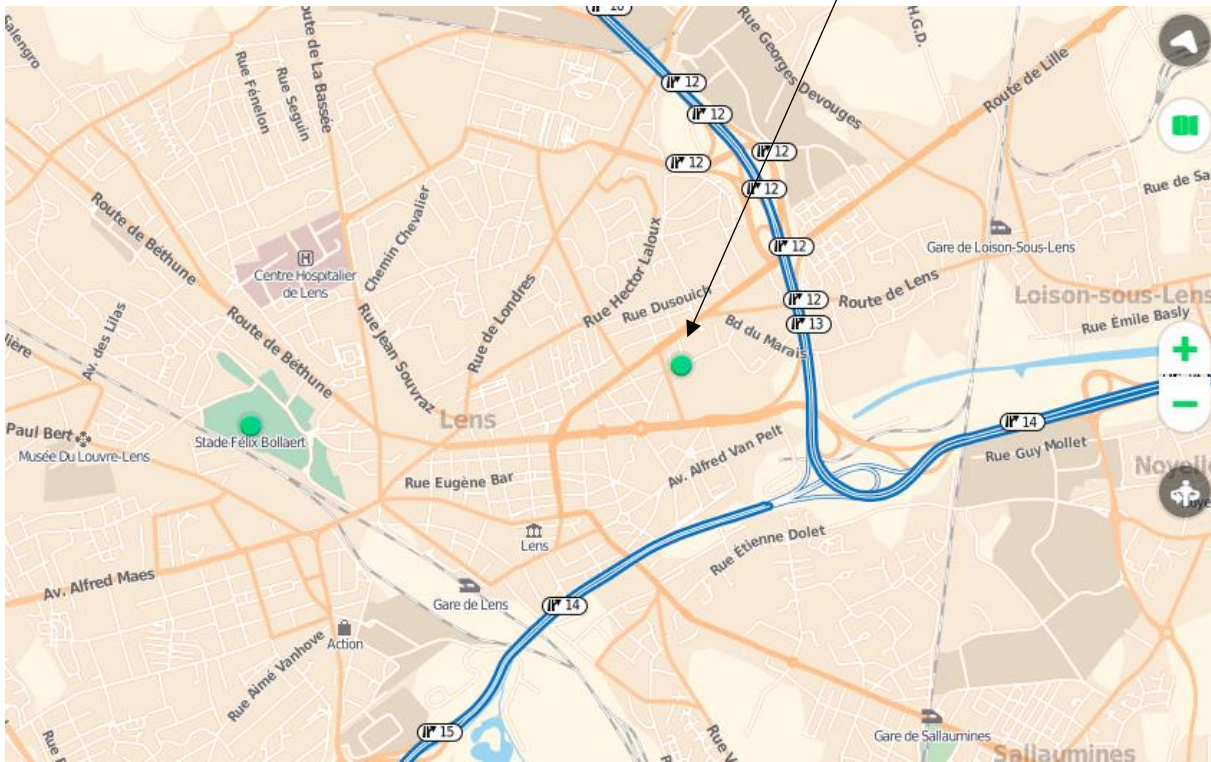 Salengro
Rue Fénelon
Rue Seguin
oute de La Bassée
12
Rue Georges Devouges
H.G.D.
Route de Lille
12
12
12
12
Rue de Sa
Route de Béthune
Chemin Chevalier
H
Centre Hospitalier
de Lens
Rue Hector Laloux
12
Gare de Loison-Sous-Lens
Rue de Londres
Rue Dusouich
12
Route de Lens
Loison-sous-Lens
13
Rue Émile Basly
Bd du Marais
Av. des Lilas
lière
Route de Béthune
Rue Jean Souvraz
Lens
14
Paul Bert
Musée Du Louvre-Lens
Stade Félix Bollaert
Av. Alfred Van Pelt
Rue Guy Mollet
Noyelle
Rue Eugène Bar
Lens
Rue Etienne Dolet
Av. Alfred Maes
Gare de Lens
14
Action
Rue Aimé Vanhove
15
Gare de Sallaumines
Sallaumines